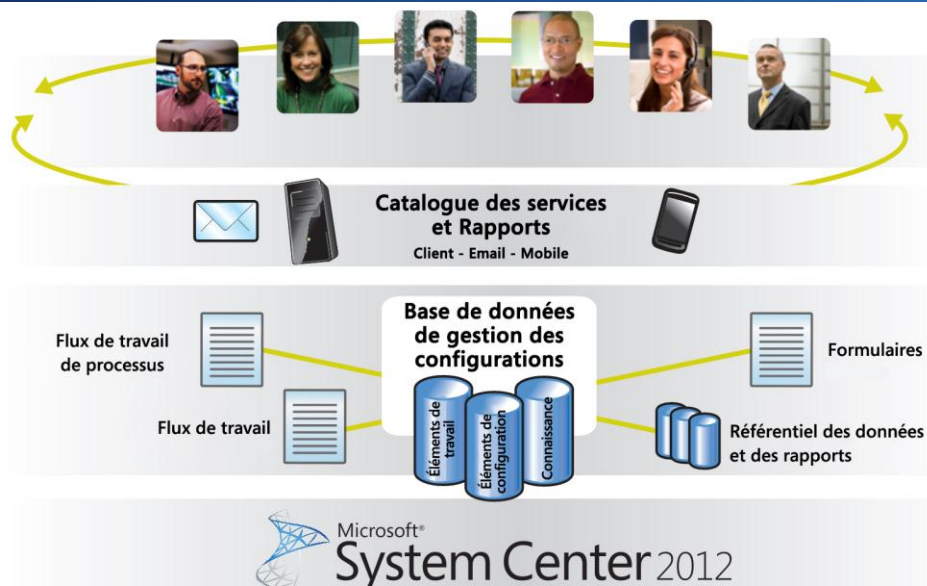 Catalogue des services
et Rapports
Client - Email - Mobile
Base de données
de gestion des
configurations
Flux de travail
de processus
Flux de travail
Éléments de
travail
Éléments de
configuration
Connaissance
Formulaires
Référentiel des données
et des rapports
Microsoft®
System Center 2012